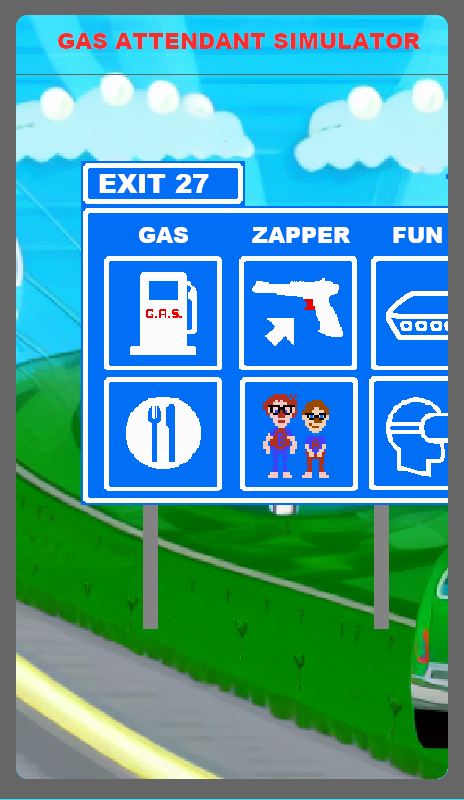 GAS ATTENDANT SIMULATOR
EXIT 27
GAS ZAPPER FUN
G.A.S.